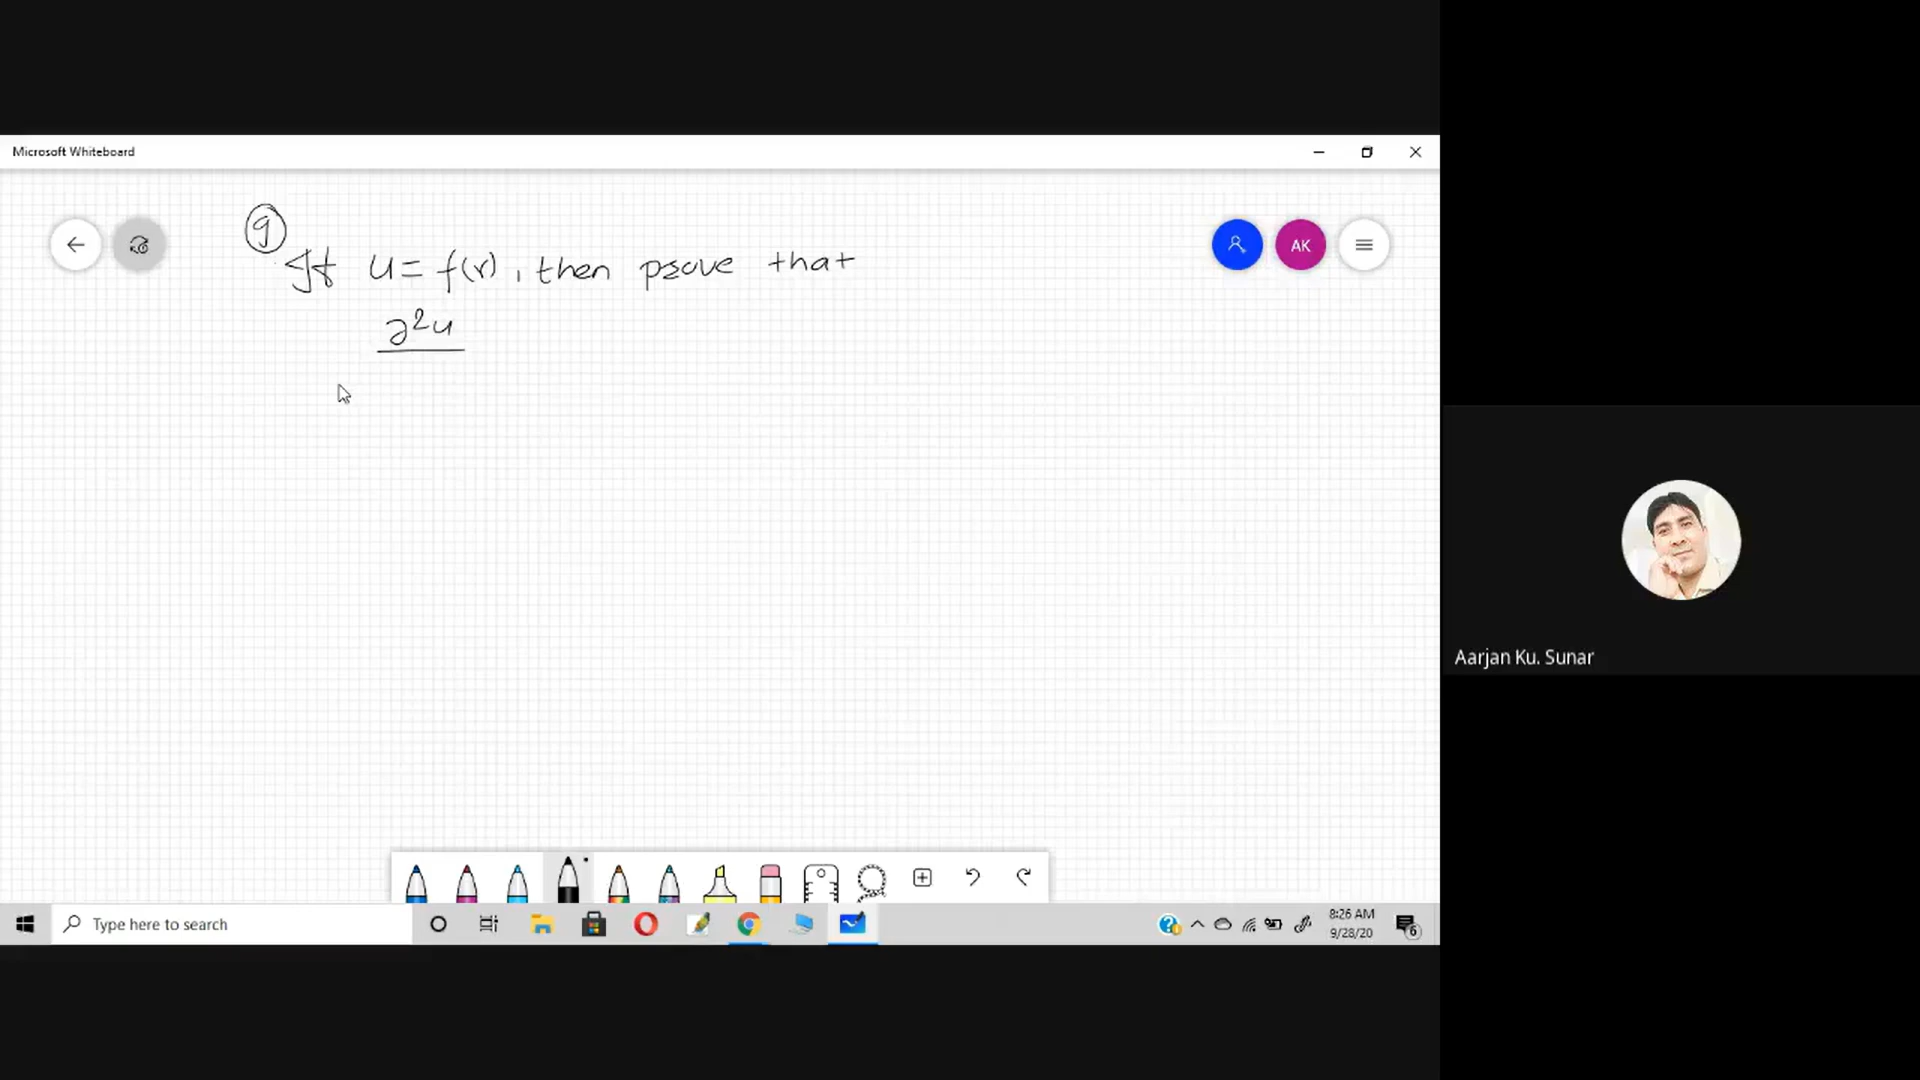 Microsoft Whiteboard
9
If u = f(r), then prove that
∂²u
AK
Aarjan Ku. Sunar
Type here to search
8:26 AM
9/28/20
6